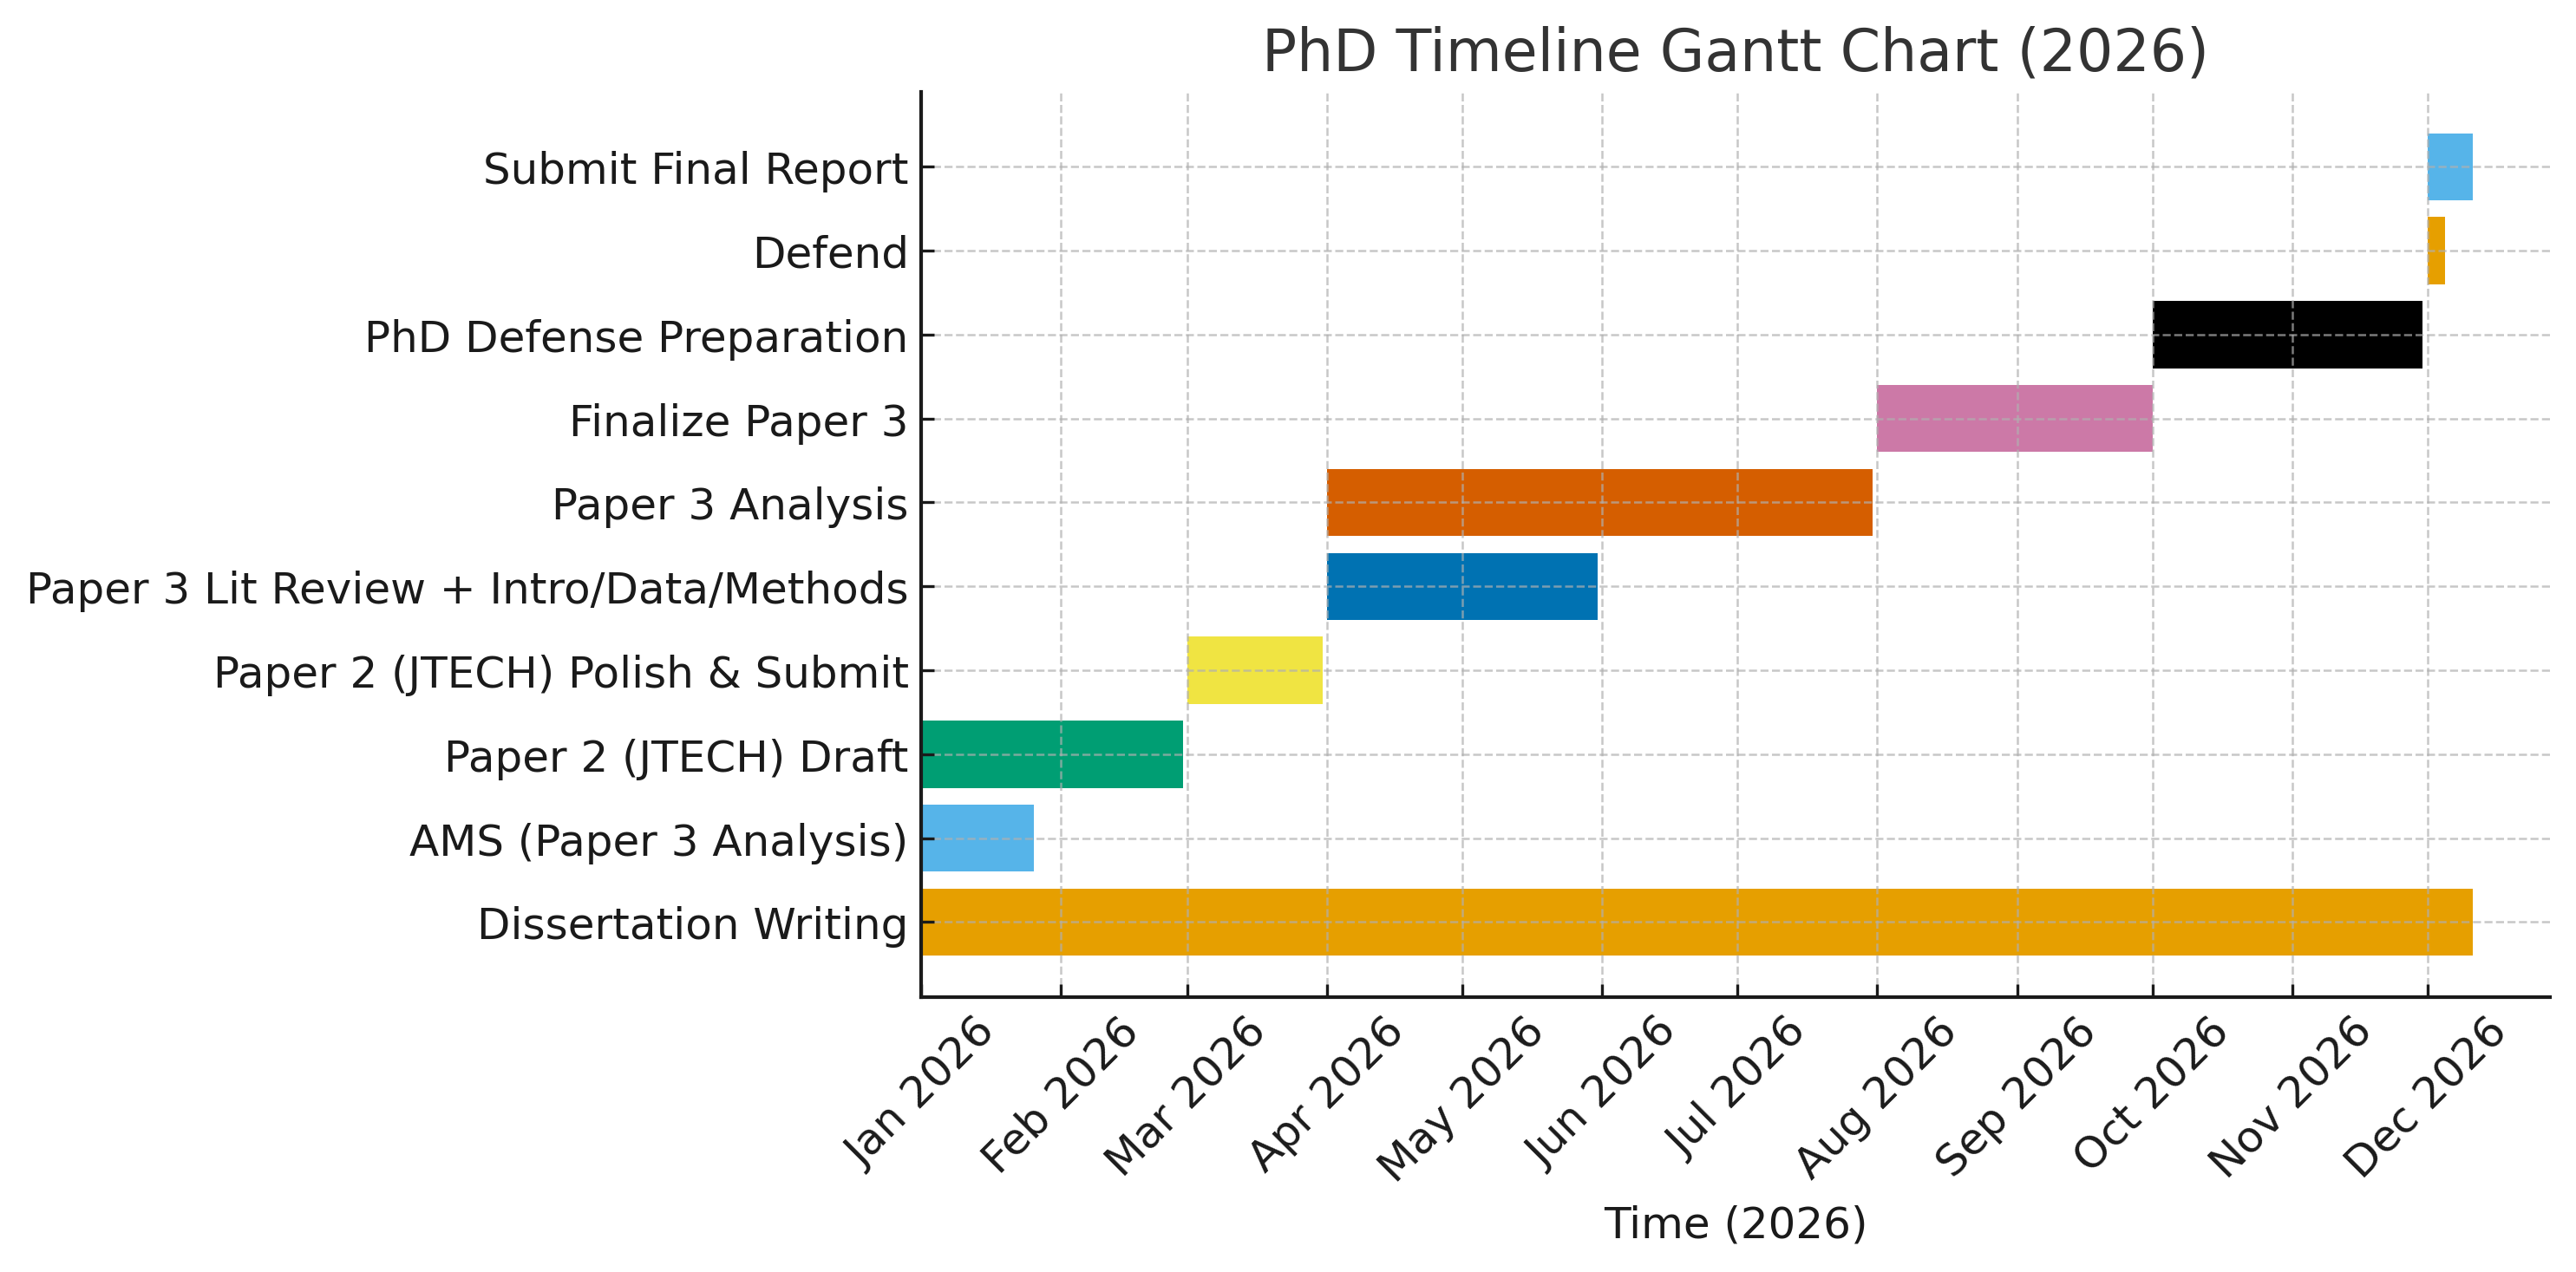 PhD Timeline Gantt Chart (2026)
Submit Final Report
Defend
PhD Defense Preparation
Finalize Paper 3
Paper 3 Analysis
Paper 3 Lit Review + Intro/Data/Methods
Paper 2 (JTECH) Polish & Submit
Paper 2 (JTECH) Draft
AMS (Paper 3 Analysis)
Dissertation Writing
Jan 2026
Feb 2026
Mar 2026
Apr 2026
May 2026
Jun 2026
Jul 2026
Aug 2026
Sep 2026
Oct 2026
Nov 2026
Dec 2026
Time (2026)